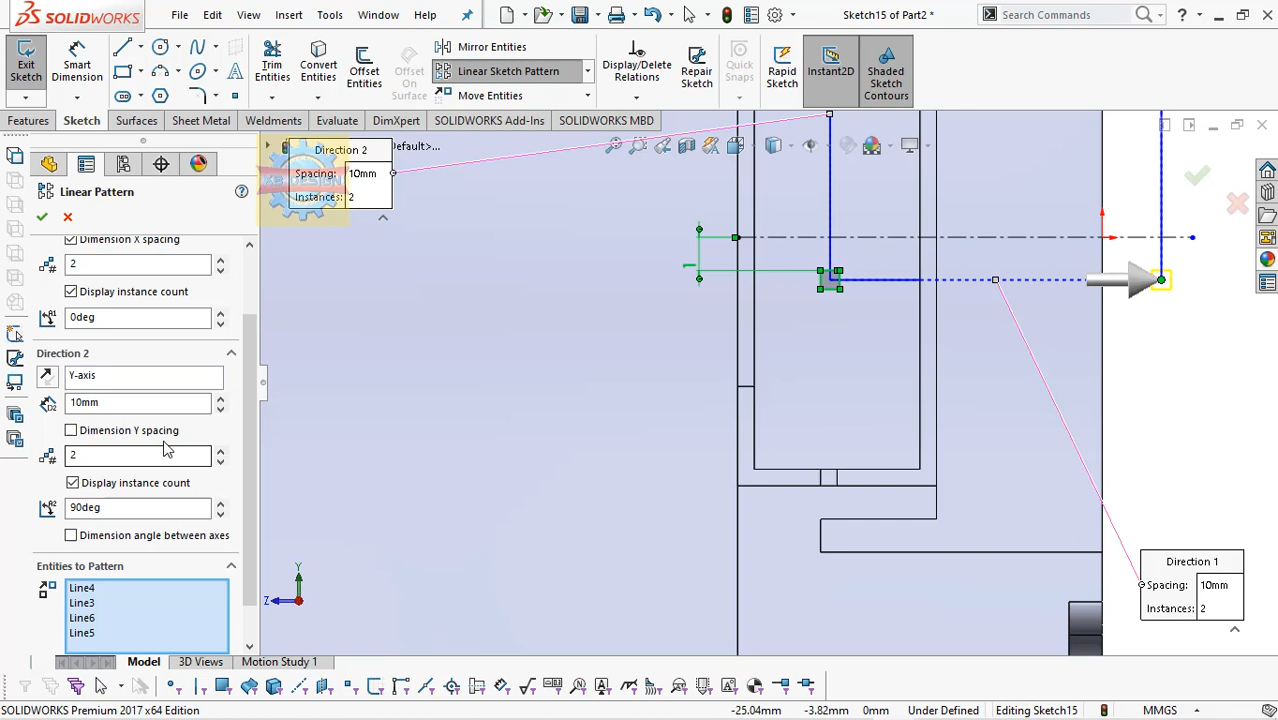 SOLIDWORKS File Edit View Insert Tools Window Help Sketch15 of Part2 * Search Commands
Exit Sketch Smart Dimension Trim Entities Convert Entities Offset Entities Offset On Surface Mirror Entities Display/Delete Relations Repair Sketch Quick Snaps Rapid Sketch Instant2D Shaded Sketch Contours
Linear Sketch Pattern
Move Entities
Features Sketch Surfaces Sheet Metal Weldments Evaluate DimXpert SOLIDWORKS Add-Ins SOLIDWORKS MBD
Default>...
Direction 2
Spacing: 10mm
Instances: 2
Linear Pattern
Dimension X spacing
2
Display instance count
0deg
Direction 2
Y-axis
10mm
Dimension Y spacing
2
Display instance count
90deg
Dimension angle between axes
Entities to Pattern
Line4
Line3
Line6
Line5
1
Y
Z
Direction 1
Spacing: 10mm
Instances: 2
Model 3D Views Motion Study 1
SOLIDWORKS Premium 2017 x64 Edition -25.04mm -3.82mm 0mm Under Defined Editing Sketch15 MMGS